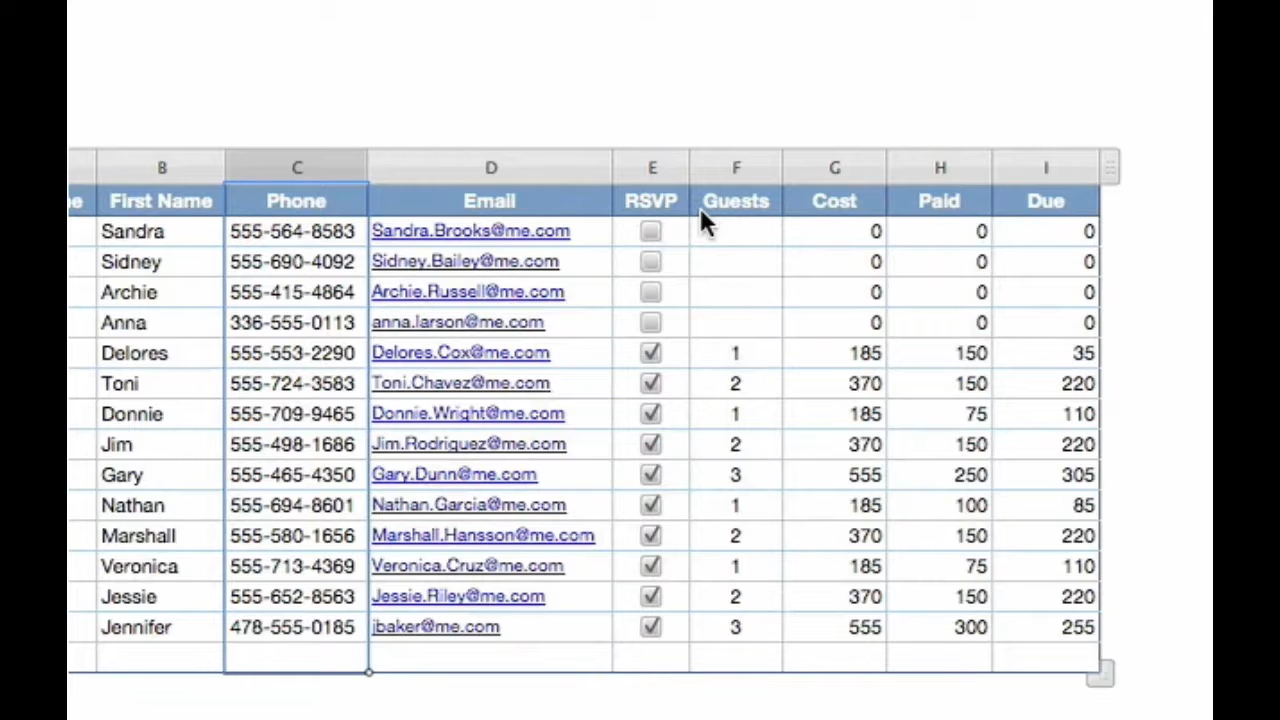 B C D E F G H I
e First Name Phone Email RSVP Guests Cost Paid Due
Sandra 555-564-8583 Sandra.Brooks@me.com 0 0 0
Sidney 555-690-4092 Sidney.Bailey@me.com 0 0 0
Archie 555-415-4864 Archie.Russell@me.com 0 0 0
Anna 336-555-0113 anna.larson@me.com 0 0 0
Delores 555-553-2290 Delores.Cox@me.com 1 185 150 35
Toni 555-724-3583 Toni.Chavez@me.com 2 370 150 220
Donnie 555-709-9465 Donnie.Wright@me.com 1 185 75 110
Jim 555-498-1686 Jim.Rodriguez@me.com 2 370 150 220
Gary 555-465-4350 Gary.Dunn@me.com 3 555 250 305
Nathan 555-694-8601 Nathan.Garcia@me.com 1 185 100 85
Marshall 555-580-1656 Marshall.Hansson@me.com 2 370 150 220
Veronica 555-713-4369 Veronica.Cruz@me.com 1 185 75 110
Jessie 555-652-8563 Jessie.Riley@me.com 2 370 150 220
Jennifer 478-555-0185 jbaker@me.com 3 555 300 255